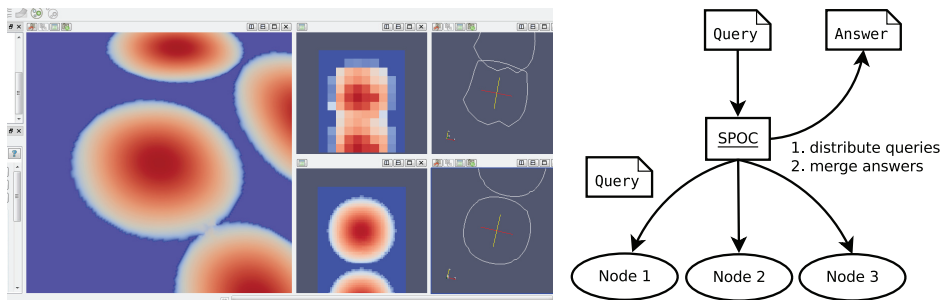 Query
Answer
SPOC
1. distribute queries
2. merge answers
Query
Node 1
Node 2
Node 3